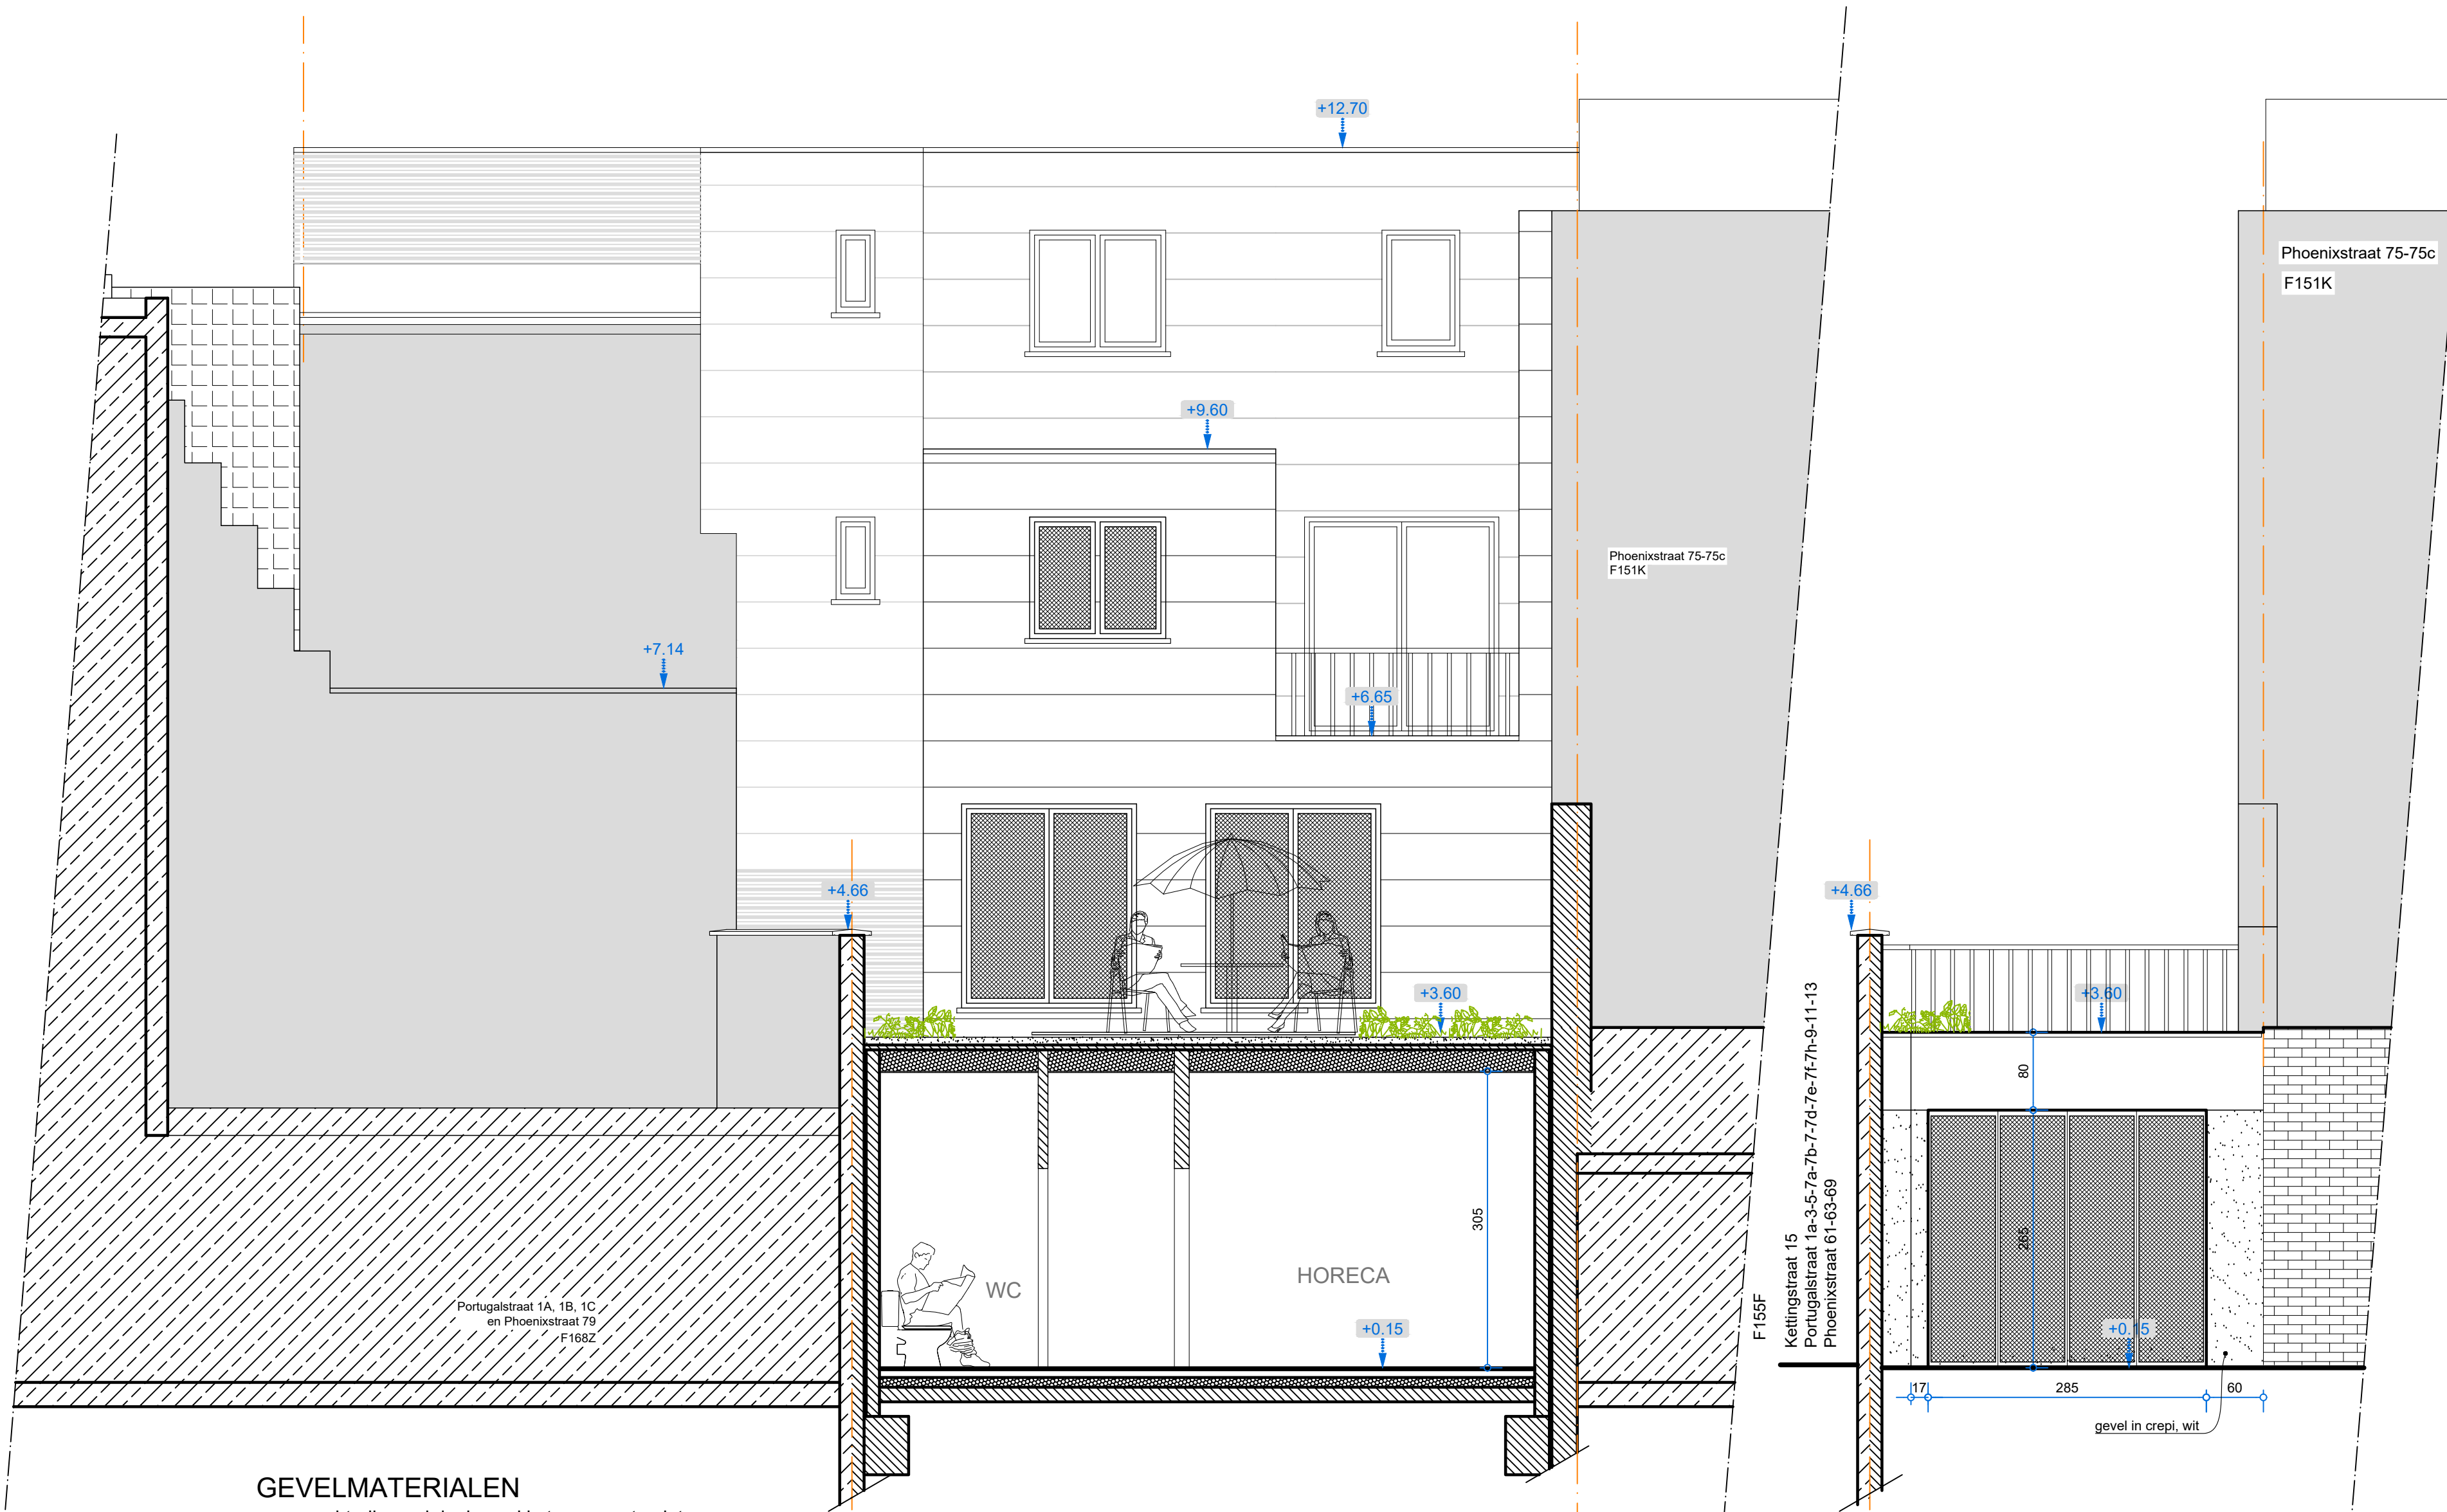 +12.70
Phoenixstraat 75-75c
F151K
+9.60
Phoenixstraat 75-75c
F151K
+7.14
+6.65
+4.66
+4.66
+3.60
+3.60
80
305
265
WC
HORECA
Portugalstraat 1A, 1B, 1C
en Phoenixstraat 79
F168Z
+0.15
+0.15
F155F
Kettingstraat 15
Portugalstraat 1a-3-5-7a-7b-7-7d-7e-7f-7h-9-11-13
Phoenixstraat 61-63-69
17
285
60
gevel in crepi, wit
GEVELMATERIALEN